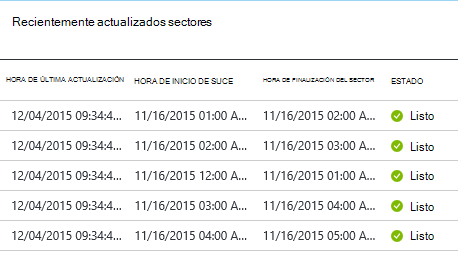 Recientemente actualizados sectores
HORA DE ÚLTIMA ACTUALIZACIÓN HORA DE INICIO DE SUCE HORA DE FINALIZACIÓN DEL SECTOR ESTADO
12/04/2015 09:34:4... 11/16/2015 01:00 A... 11/16/2015 02:00 A... Listo
12/04/2015 09:34:4... 11/16/2015 02:00 A... 11/16/2015 03:00 A... Listo
12/04/2015 09:34:4... 11/16/2015 12:00 A... 11/16/2015 01:00 A... Listo
12/04/2015 09:34:4... 11/16/2015 03:00 A... 11/16/2015 04:00 A... Listo
12/04/2015 09:34:4... 11/16/2015 04:00 A... 11/16/2015 05:00 A... Listo